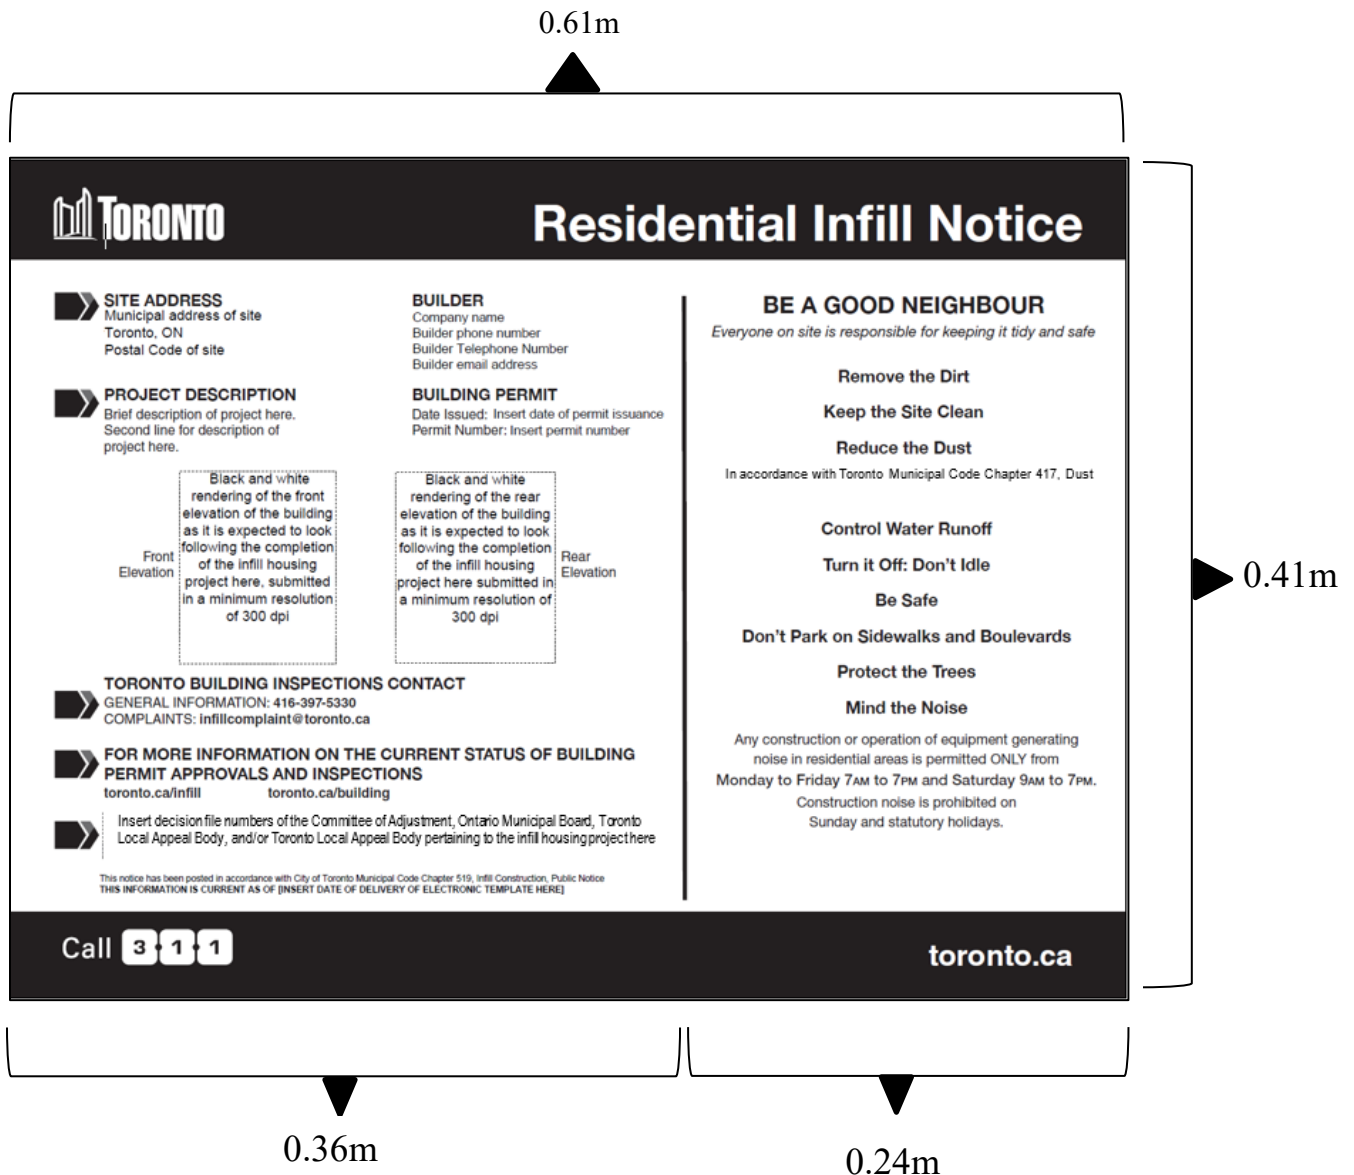 0.61m
TORONTO
Residential Infill Notice
SITE ADDRESS
Municipal address of site
Toronto, ON
Postal Code of site
BUILDER
Company name
Builder phone number
Builder Telephone Number
Builder email address
PROJECT DESCRIPTION
Brief description of project here.
Second line for description of
project here.
BUILDING PERMIT
Date Issued: Insert date of permit issuance
Permit Number: Insert permit number
Front
Elevation
Black and white
rendering of the front
elevation of the building
as it is expected to look
following the completion
of the infill housing
project here, submitted
in a minimum resolution
of 300 dpi
Black and white
rendering of the rear
elevation of the building
as it is expected to look
following the completion
of the infill housing
project here submitted in
a minimum resolution of
300 dpi
Rear
Elevation
TORONTO BUILDING INSPECTIONS CONTACT
GENERAL INFORMATION: 416-397-5330
COMPLAINTS: infillcomplaint@toronto.ca
FOR MORE INFORMATION ON THE CURRENT STATUS OF BUILDING
PERMIT APPROVALS AND INSPECTIONS
toronto.ca/infill toronto.ca/building
Insert decision file numbers of the Committee of Adjustment, Ontario Municipal Board, Toronto
Local Appeal Body, and/or Toronto Local Appeal Body pertaining to the infill housing project here
This notice has been posted in accordance with City of Toronto Municipal Code Chapter 519, Infill Construction, Public Notice
THIS INFORMATION IS CURRENT AS OF [INSERT DATE OF DELIVERY OF ELECTRONIC TEMPLATE HERE]
BE A GOOD NEIGHBOUR
Everyone on site is responsible for keeping it tidy and safe
Remove the Dirt
Keep the Site Clean
Reduce the Dust
In accordance with Toronto Municipal Code Chapter 417, Dust
Control Water Runoff
Turn it Off: Don't Idle
Be Safe
Don't Park on Sidewalks and Boulevards
Protect the Trees
Mind the Noise
Any construction or operation of equipment generating
noise in residential areas is permitted ONLY from
Monday to Friday 7AM to 7PM and Saturday 9AM to 7PM.
Construction noise is prohibited on
Sunday and statutory holidays.
0.41m
Call 3·1·1
toronto.ca
0.36m
0.24m